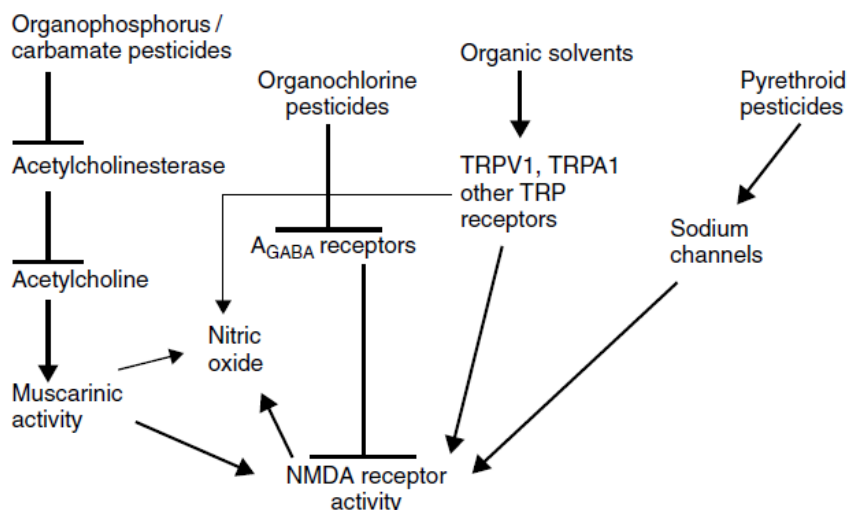 Organophosphorus /
carbamate pesticides
Organochlorine
pesticides
Organic solvents
Pyrethroid
pesticides
Acetylcholinesterase
TRPV1, TRPA1
other TRP
receptors
Sodium
channels
AGABA receptors
Acetylcholine
Nitric
oxide
Muscarinic
activity
NMDA receptor
activity